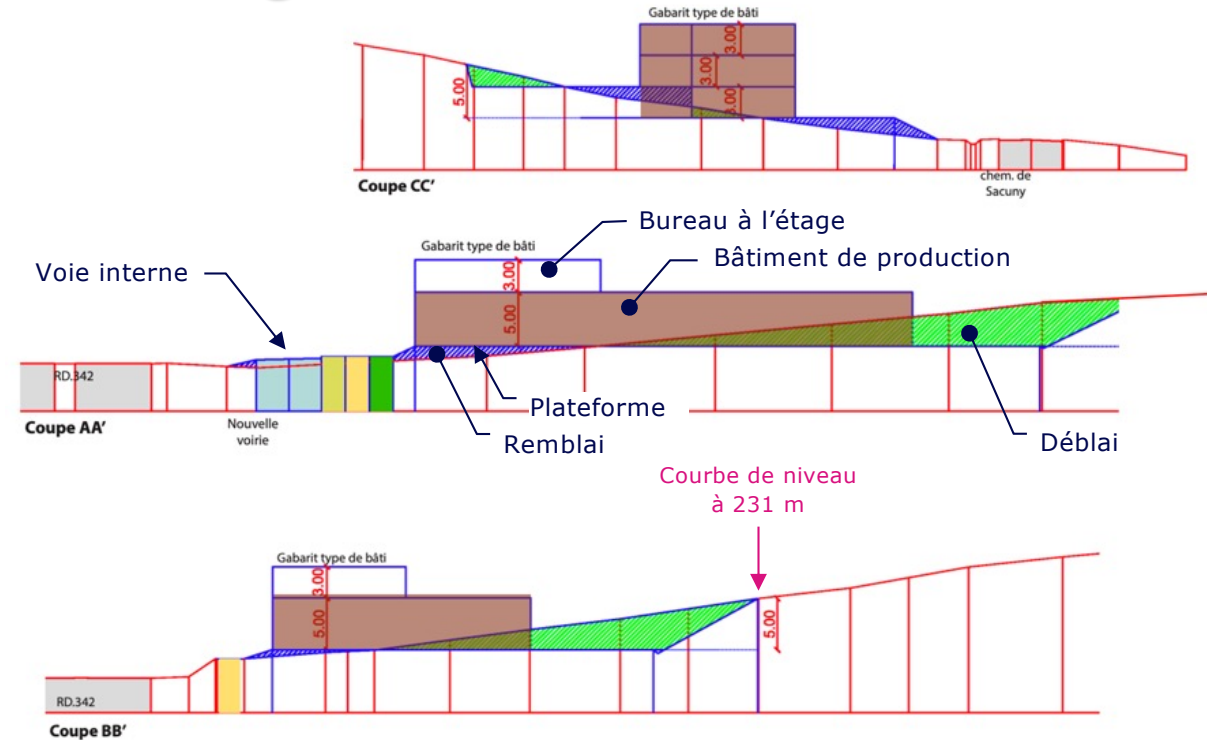 Gabarit type de bâti
3.00
3.00
5.00
3.00
Coupe CC'
chem. de
Sacuny
Bureau à l'étage
Gabarit type de bâti
Bâtiment de production
Voie interne
3.00
5.00
RD.342
Plateforme
Coupe AA'
Nouvelle
voirie
Remblai
Déblai
Courbe de niveau
à 231 m
Gabarit type de bâti
3.00
5.00
5.00
RD.342
Coupe BB'